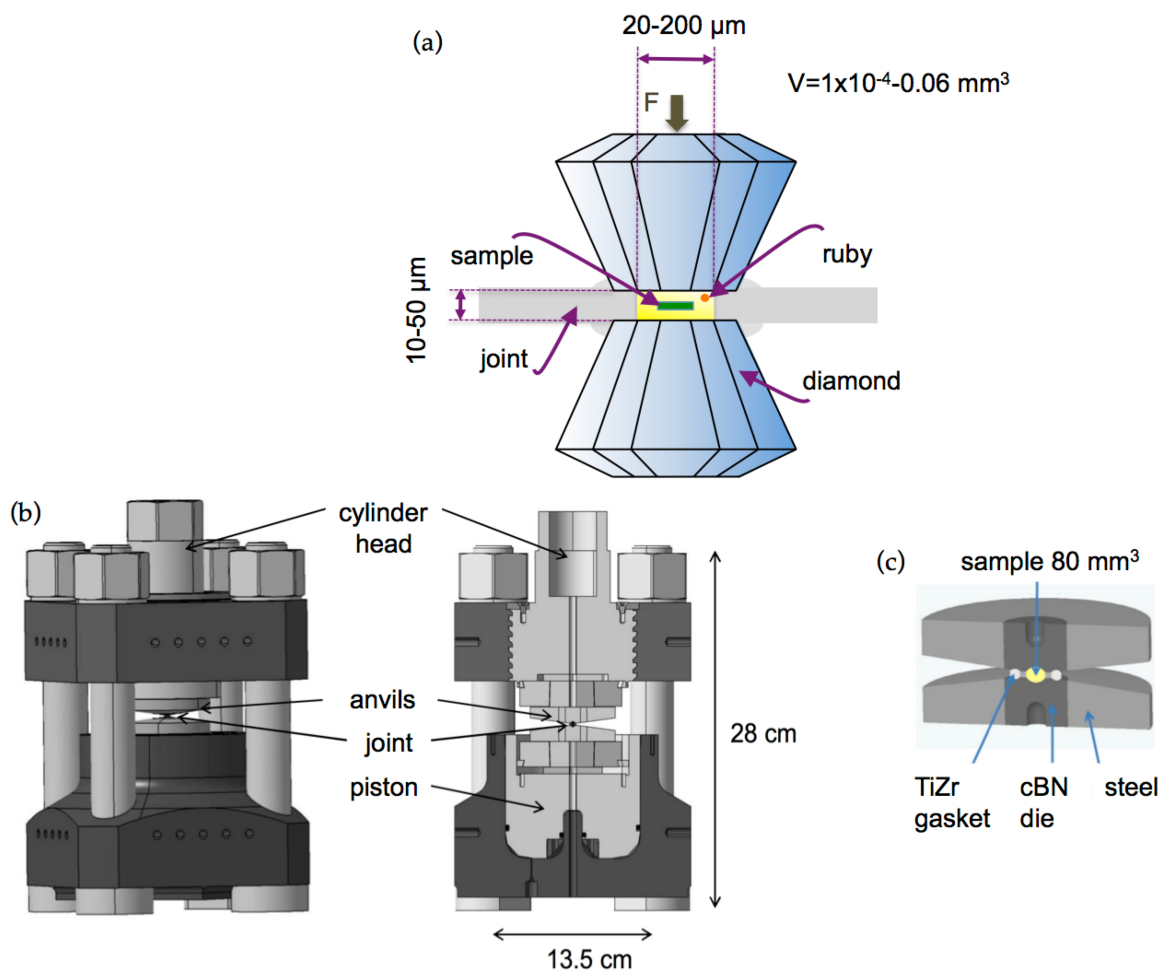 (a)
20-200 µm
V=1x10⁻⁴-0.06 mm³
F
sample
ruby
10-50 µm
joint
diamond
(b)
cylinder
head
anvils
joint
piston
28 cm
13.5 cm
(c)
sample 80 mm³
TiZr
gasket
cBN
die
steel